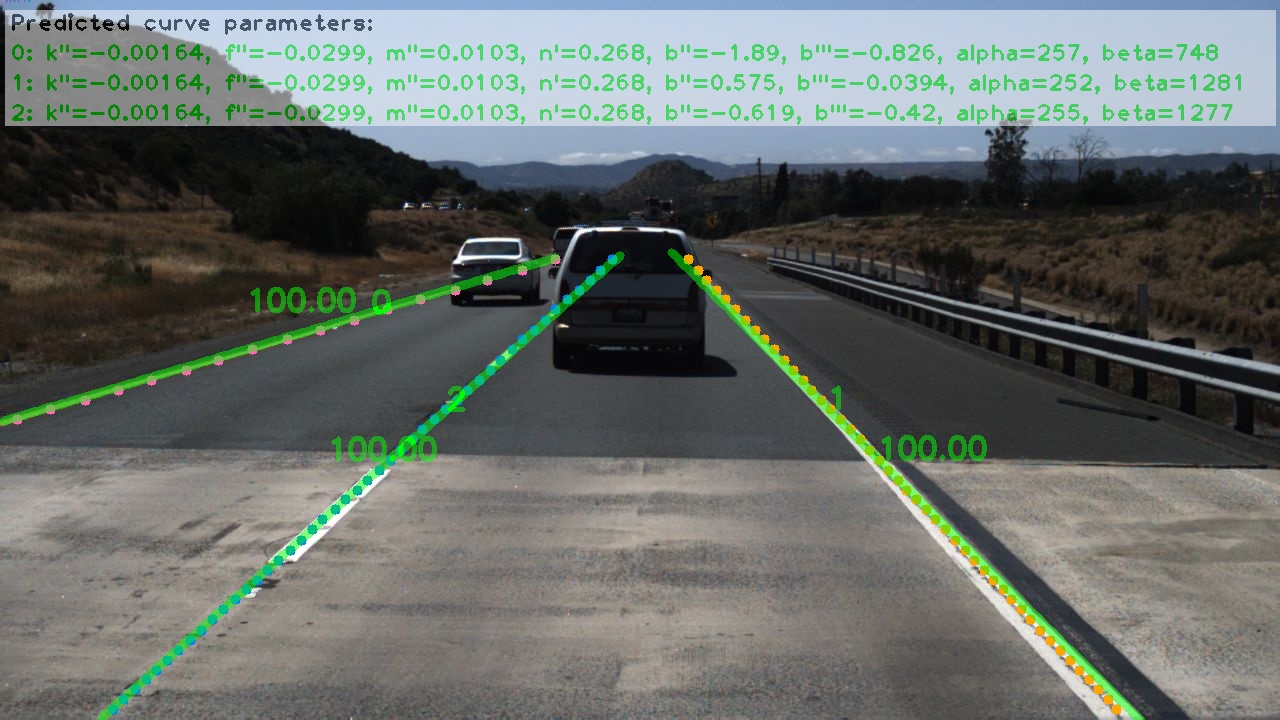 Predicted curve parameters:
0: k''=-0.00164, f''=-0.0299, m''=0.0103, n'=0.268, b''=-1.89, b'''=-0.826, alpha=257, beta=748
1: k''=-0.00164, f''=-0.0299, m''=0.0103, n'=0.268, b''=0.575, b'''=-0.0394, alpha=252, beta=1281
2: k''=-0.00164, f''=-0.0299, m''=0.0103, n'=0.268, b''=-0.619, b'''=-0.42, alpha=255, beta=1277
100.00 0
2 1
100.00 100.00